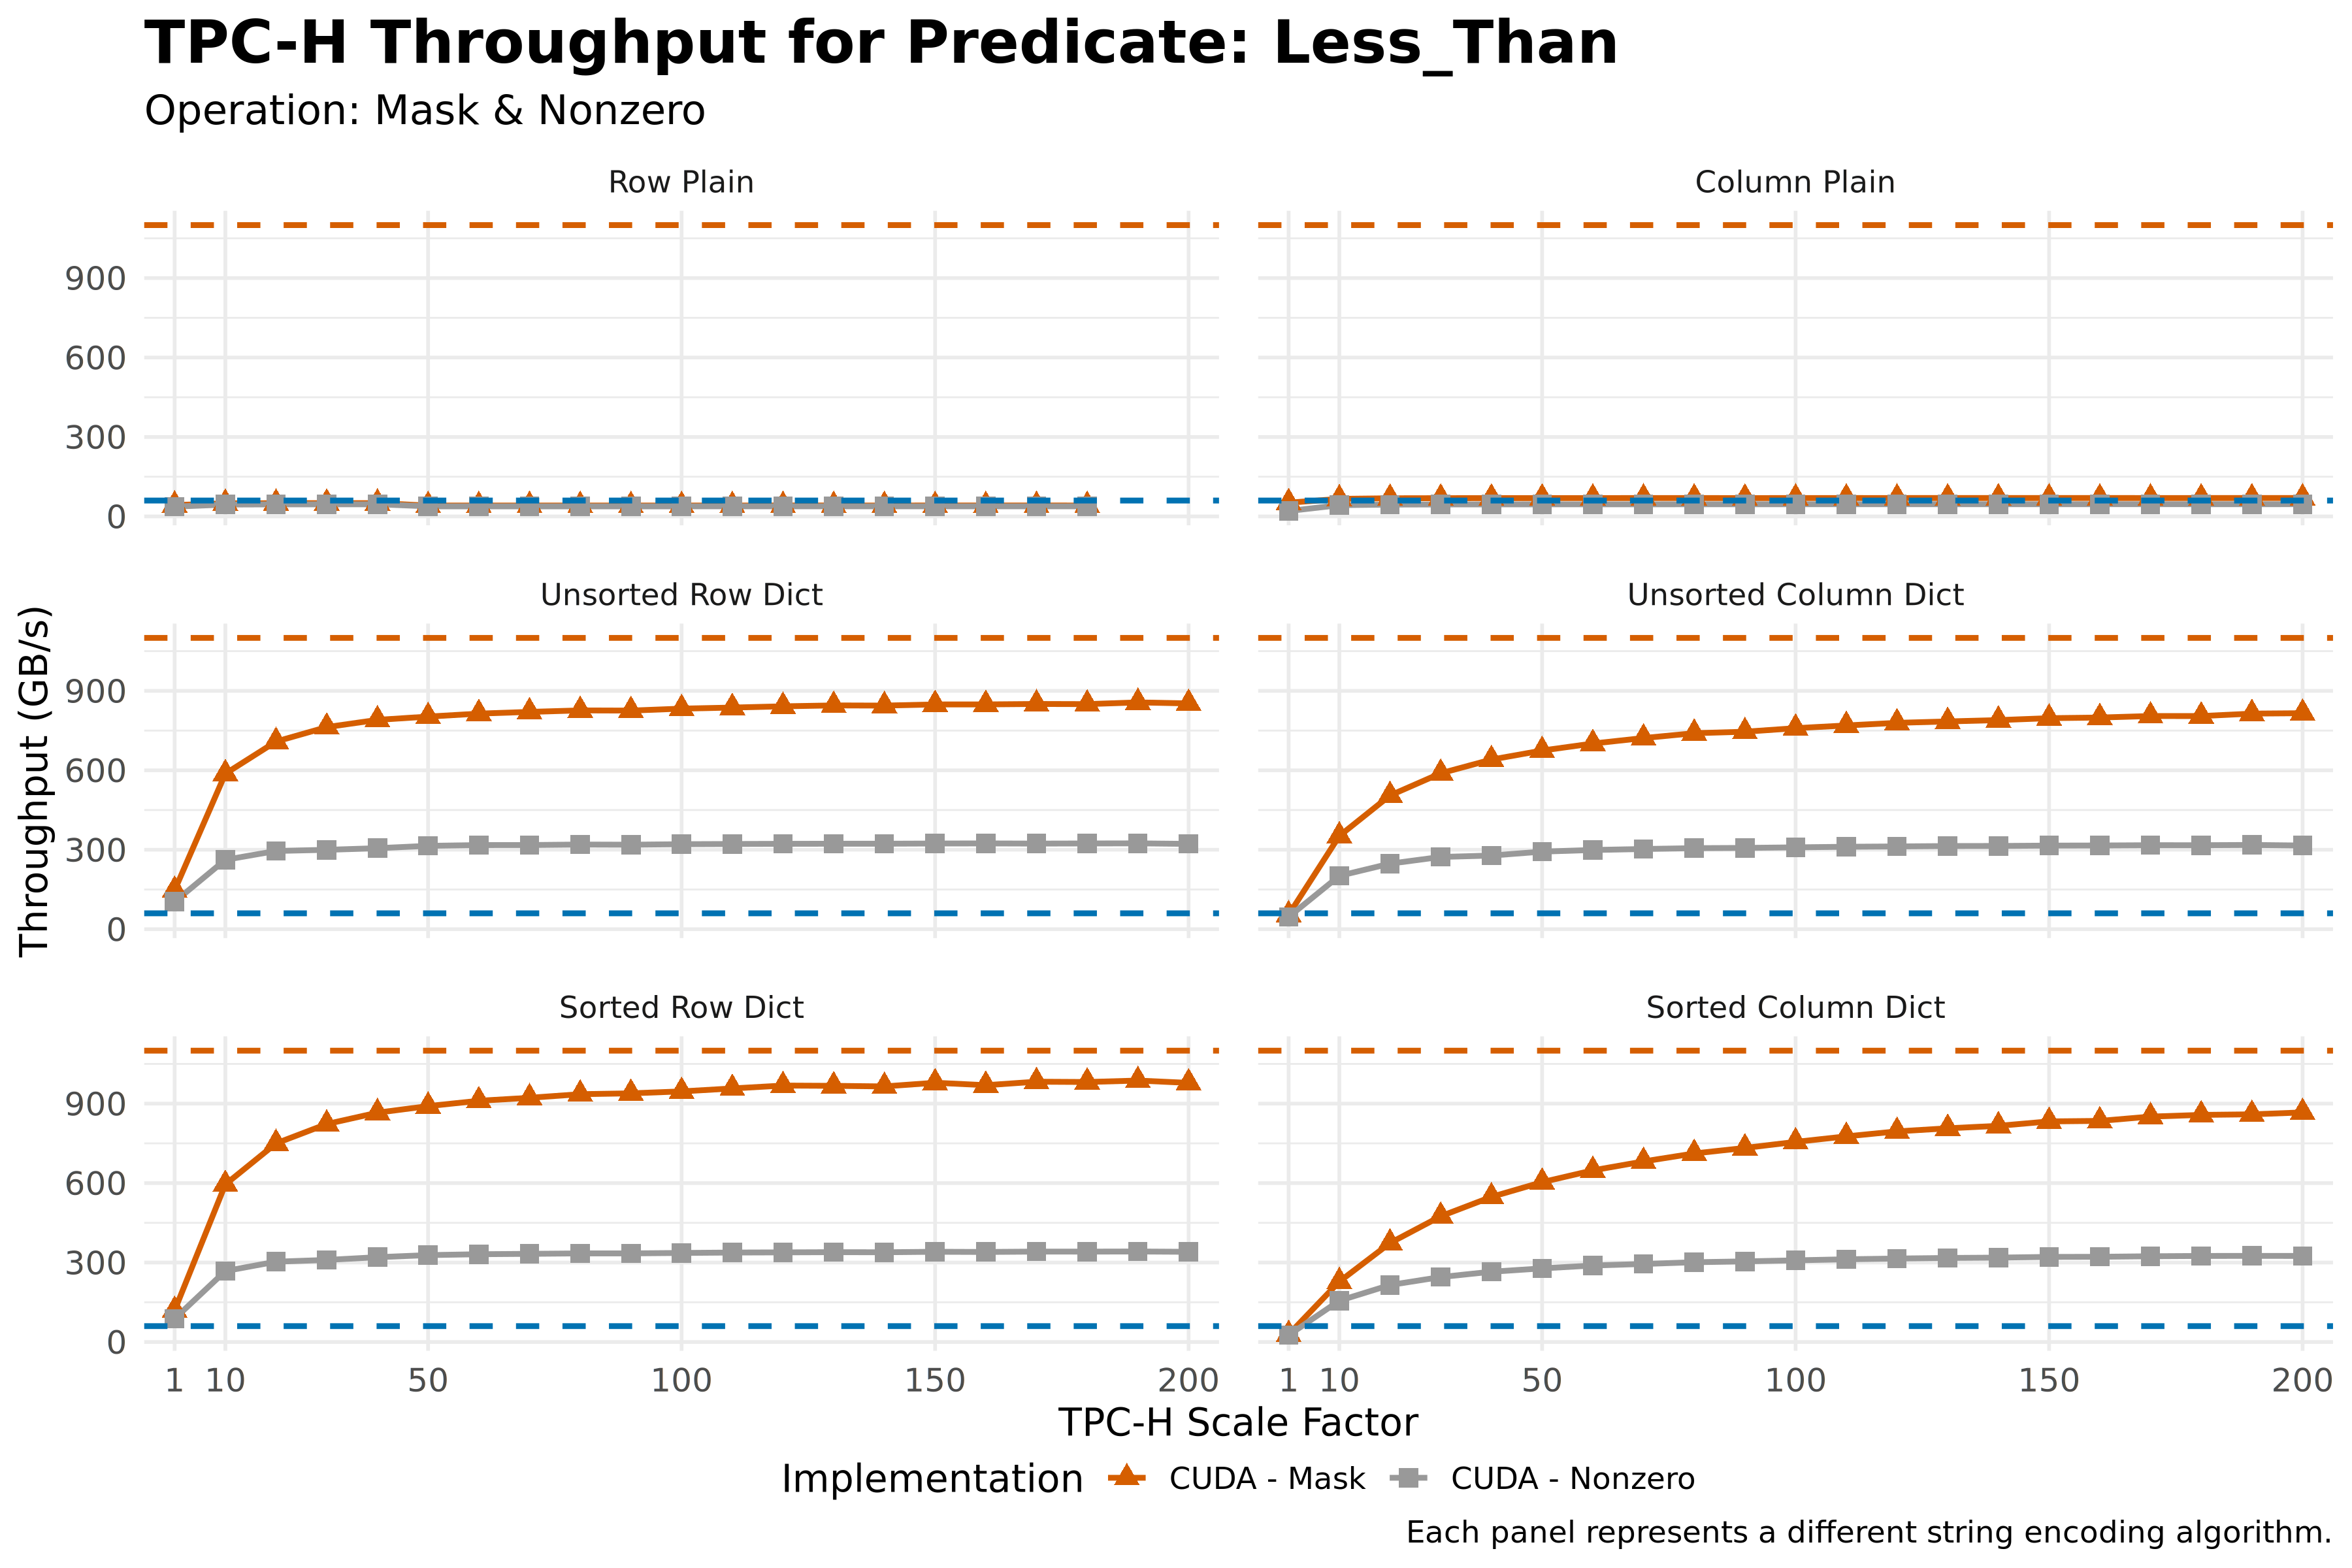 TPC-H Throughput for Predicate: Less_Than
Operation: Mask & Nonzero
Row Plain
Column Plain
900
600
300
0
Unsorted Row Dict
Unsorted Column Dict
900
600
300
0
Throughput (GB/s)
Sorted Row Dict
Sorted Column Dict
900
600
300
0
1 10 50 100 150 200
1 10 50 100 150 200
TPC-H Scale Factor
Implementation CUDA - Mask CUDA - Nonzero
Each panel represents a different string encoding algorithm.